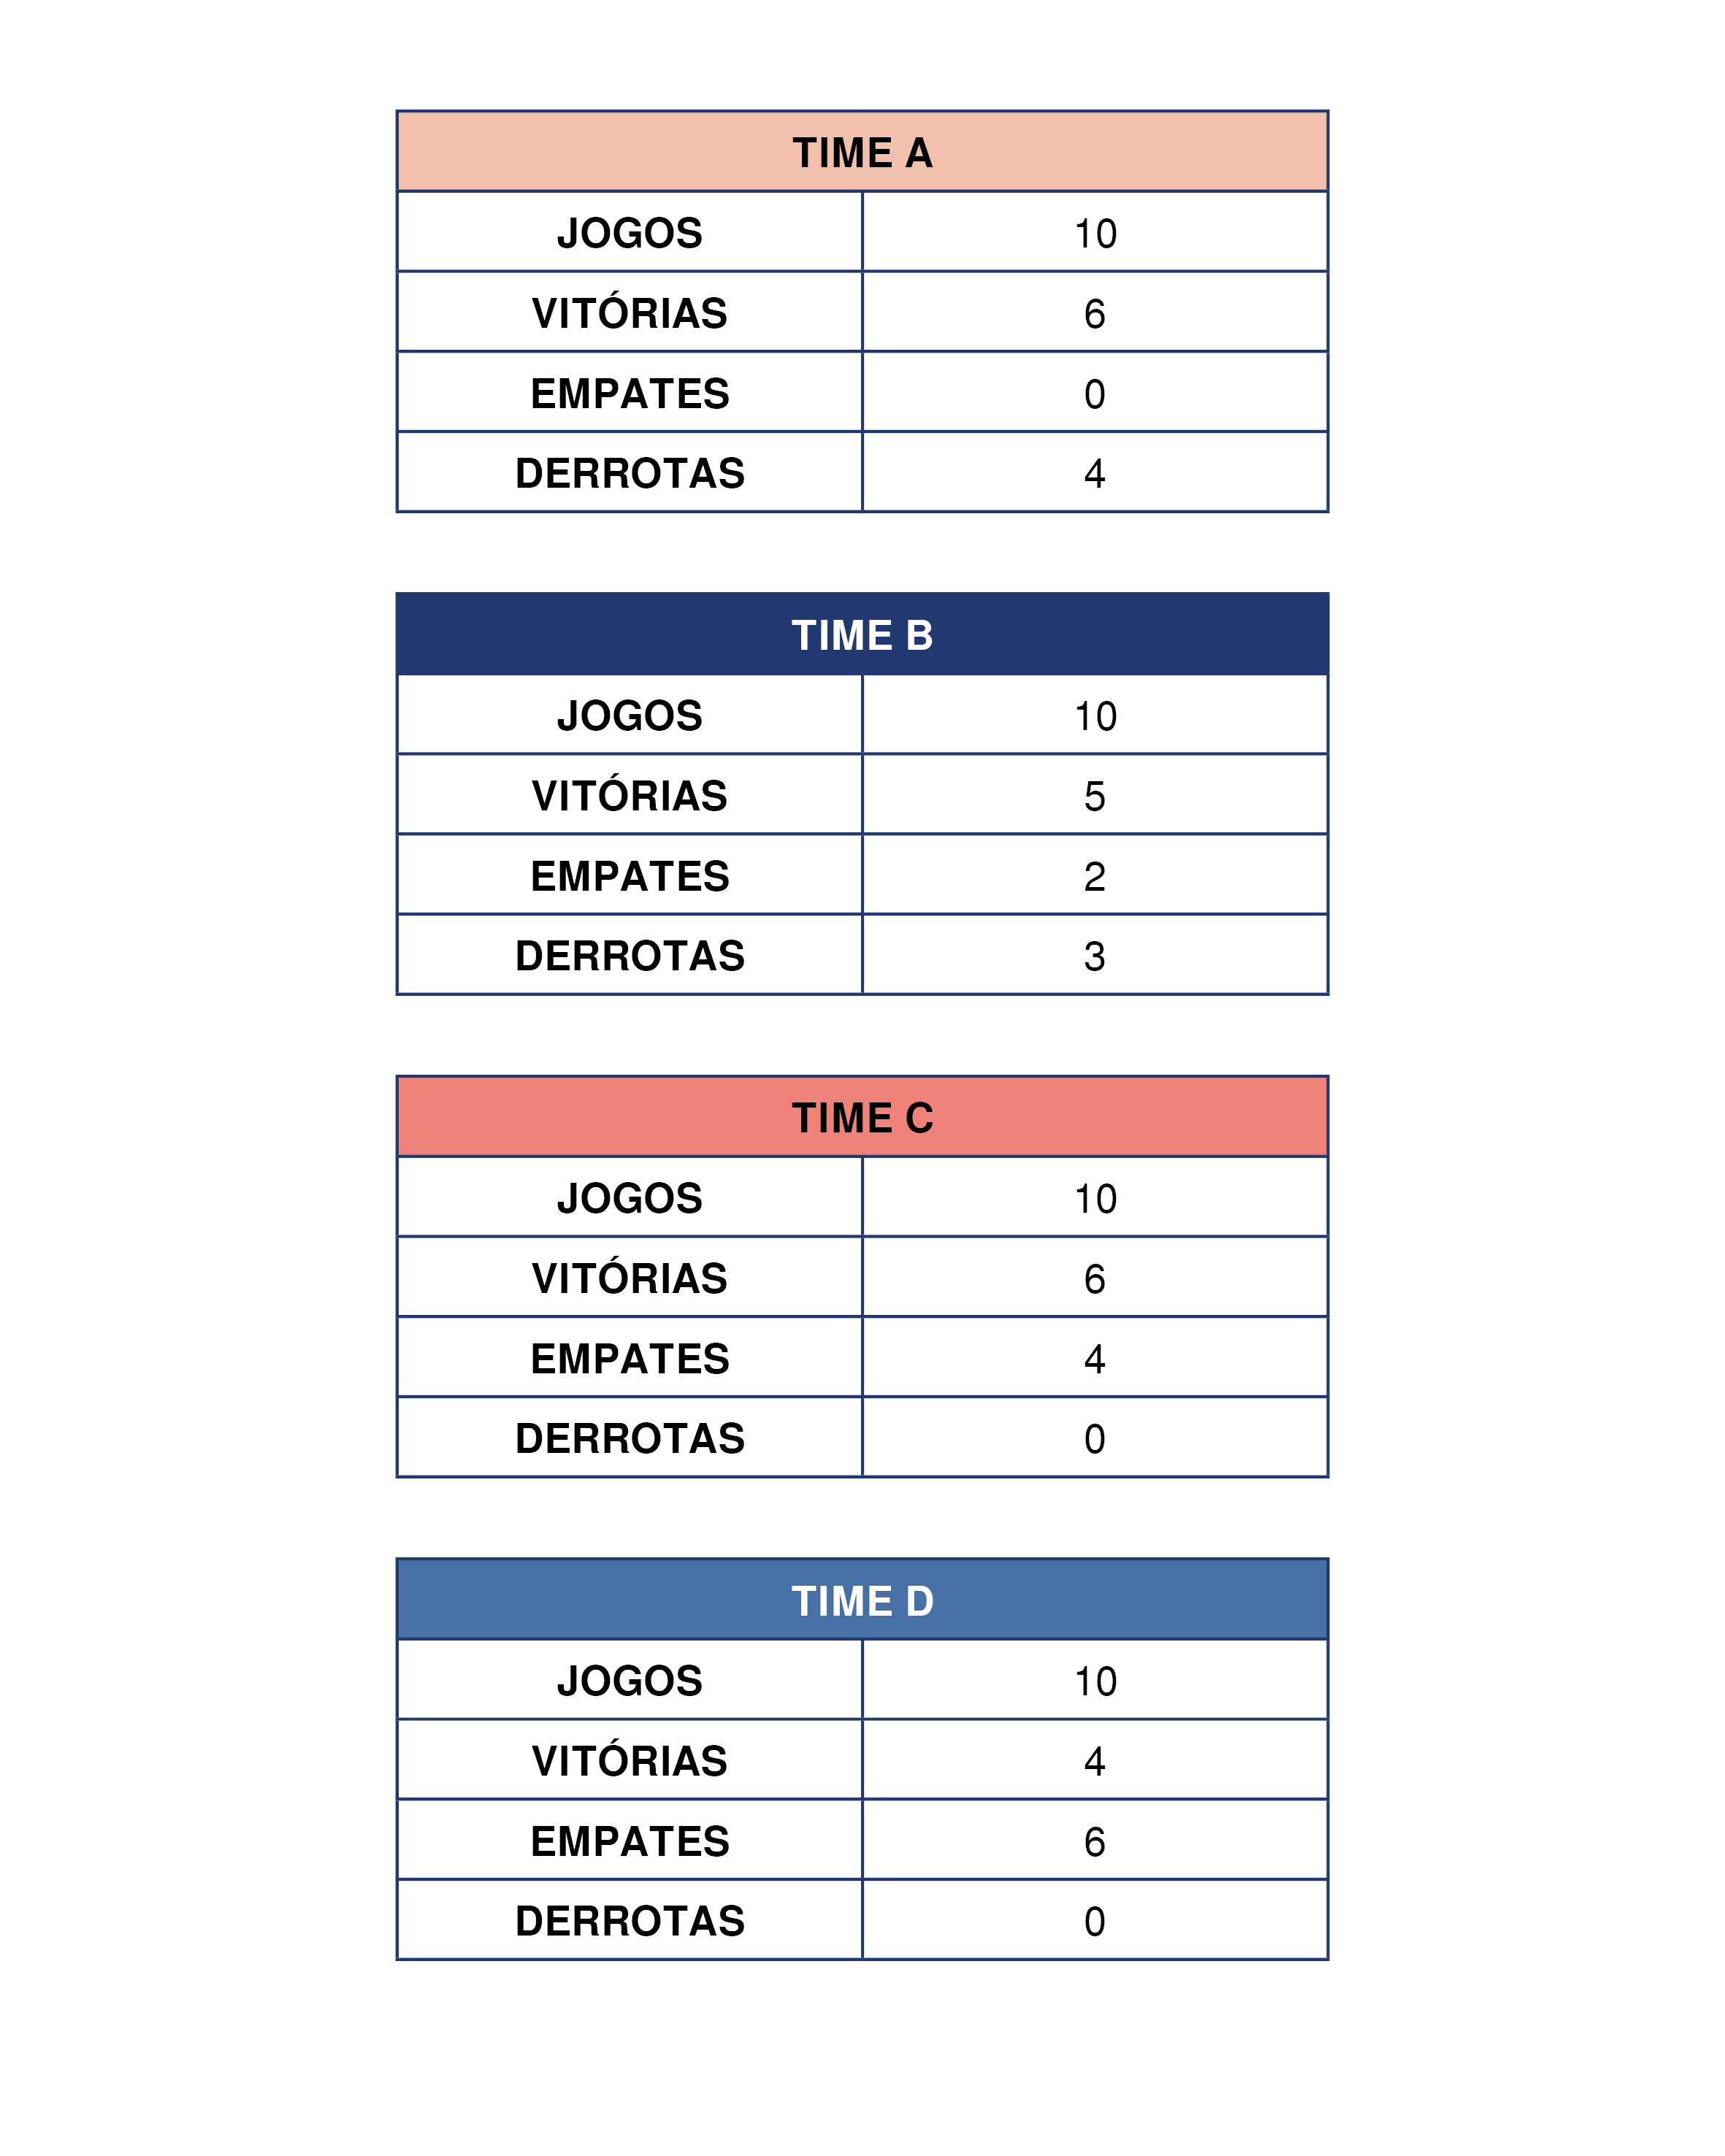 TIME A
JOGOS 10
VITÓRIAS 6
EMPATES 0
DERROTAS 4
TIME B
JOGOS 10
VITÓRIAS 5
EMPATES 2
DERROTAS 3
TIME C
JOGOS 10
VITÓRIAS 6
EMPATES 4
DERROTAS 0
TIME D
JOGOS 10
VITÓRIAS 4
EMPATES 6
DERROTAS 0